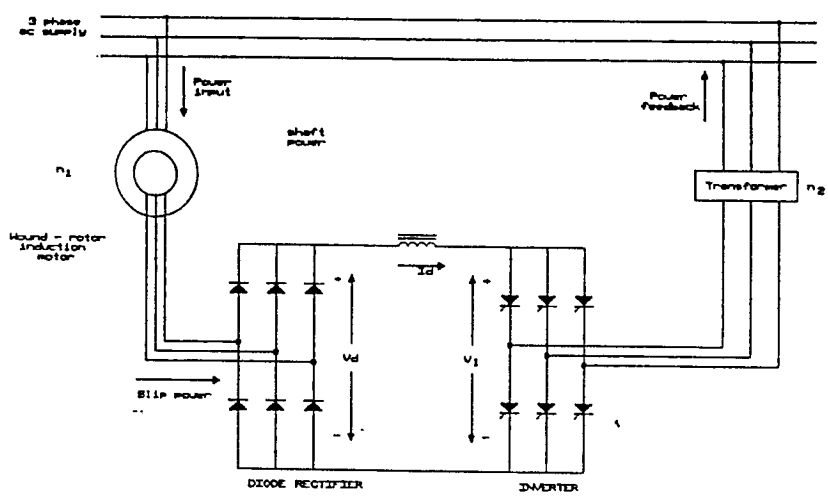 3 phase
ac supply
Power
input
shaft
power
Power
feedback
n1
Transformer
n2
Wound - rotor
induction
motor
Id
+
+
Vd
VI
Slip power
-
-
DIODE RECTIFIER
INVERTER